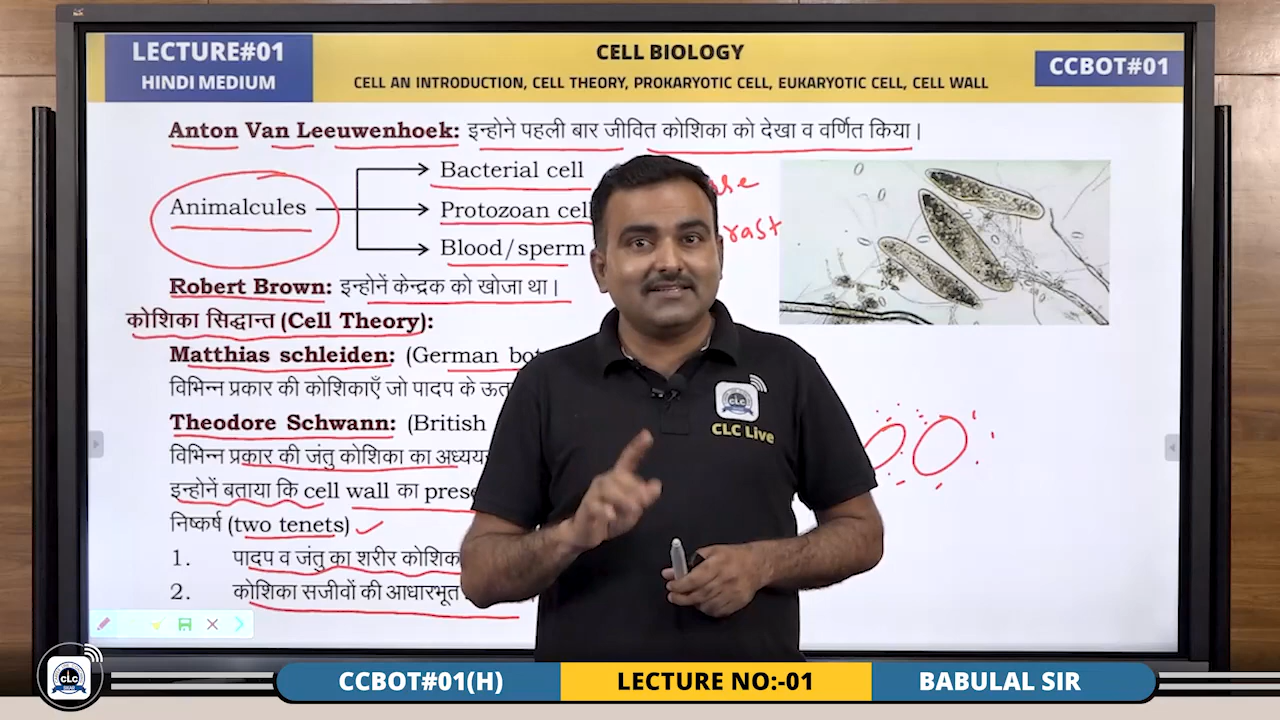 LECTURE#01
HINDI MEDIUM
CELL BIOLOGY
CELL AN INTRODUCTION, CELL THEORY, PROKARYOTIC CELL, EUKARYOTIC CELL, CELL WALL
CCBOT#01
Anton Van Leeuwenhoek: इन्होने पहली बार जीवित कोशिका को देखा व वर्णित किया।
Animalcules
Bacterial cell
Protozoan cell
Blood/sperm
Robert Brown: इन्होनें केन्द्रक को खोजा था।
कोशिका सिद्धान्त (Cell Theory):
Matthias schleiden: (German
विभिन्न प्रकार की कोशिकाएँ जो पादप के
Theodore Schwann: (British
विभिन्न प्रकार की जंतु कोशिका का
इन्होनें बताया कि cell wall का
निष्कर्ष (two tenets)
1. पादप व जंतु का शरीर
2. कोशिका सजीवों की आधारभूत
CLC
CLC Live
CLC
CCBOT#01(H)
LECTURE NO:-01
BABULAL SIR